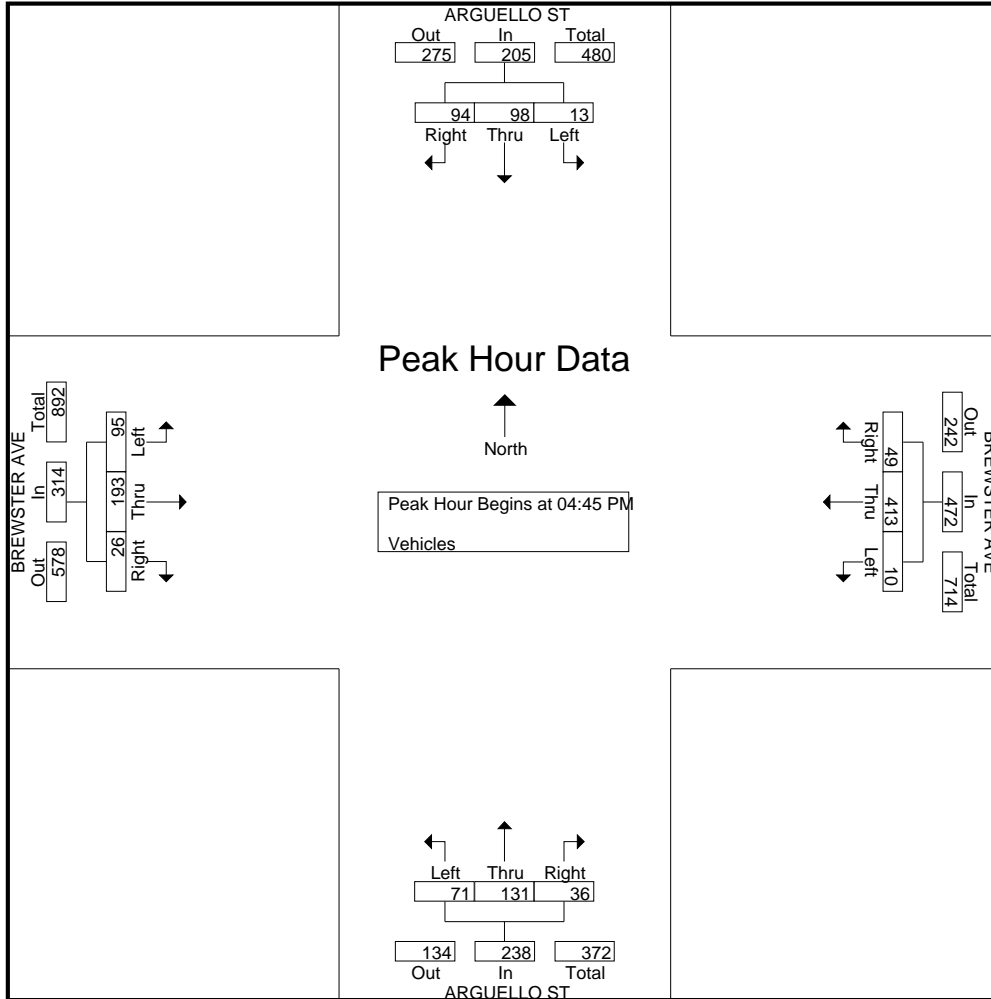 ARGUELLO ST
Out In Total
275 205 480
94 98 13
Right Thru Left
Peak Hour Data
North
Peak Hour Begins at 04:45 PM
Vehicles
BREWSTER AVE
Total In Out
892 314 578
95 193 26
Left Thru Right
Right Thru Left
49 413 10
Out In Total
242 472 714
BREWSTER AVE
Left Thru Right
71 131 36
134 238 372
Out In Total
ARGUELLO ST